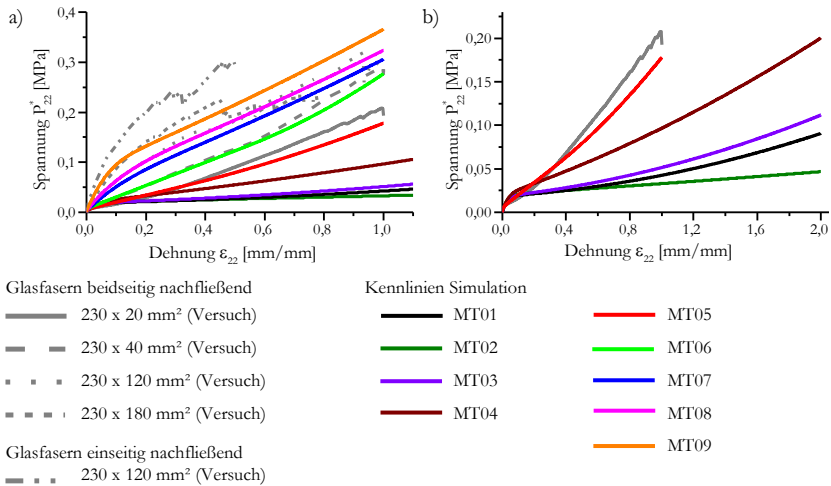 a)
Spannung P*22 [MPa]
0,4
0,3
0,2
0,1
0,0
0,0 0,2 0,4 0,6 0,8 1,0
Dehnung ε22 [mm/mm]
b)
Spannung P*22 [MPa]
0,20
0,15
0,10
0,05
0,00
0,0 0,4 0,8 1,2 1,6 2,0
Dehnung ε22 [mm/mm]
Glasfasern beidseitig nachfließend
230 x 20 mm² (Versuch)
230 x 40 mm² (Versuch)
230 x 120 mm² (Versuch)
230 x 180 mm² (Versuch)
Glasfasern einseitig nachfließend
230 x 120 mm² (Versuch)
Kennlinien Simulation
MT01
MT02
MT03
MT04
MT05
MT06
MT07
MT08
MT09